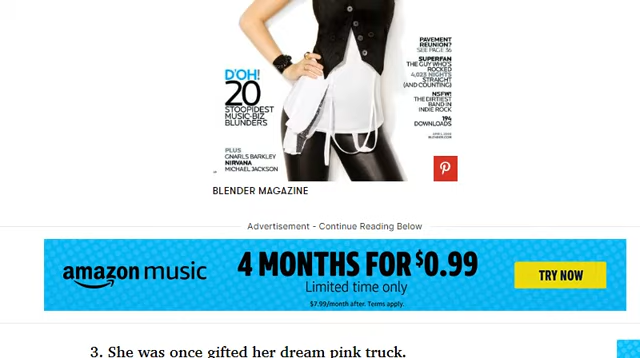 PAVEMENT
REUNION?
SEE PAGE 36
SUPERFAN
THE GUY WHO'S
ROCKED
4,023 NIGHTS
STRAIGHT
(AND COUNTING)
NSFW!
THE DIRTIEST
BAND IN
INDIE ROCK
194
DOWNLOADS
D'OH!
20
STOOPIDEST
MUSIC-BIZ
BLUNDERS
PLUS
GNARLS BARKLEY
NIRVANA
MICHAEL JACKSON
BLENDER MAGAZINE
Advertisement - Continue Reading Below
amazon music
4 MONTHS FOR $0.99
Limited time only
$7.99/month after. Terms apply.
TRY NOW
3. She was once gifted her dream pink truck.